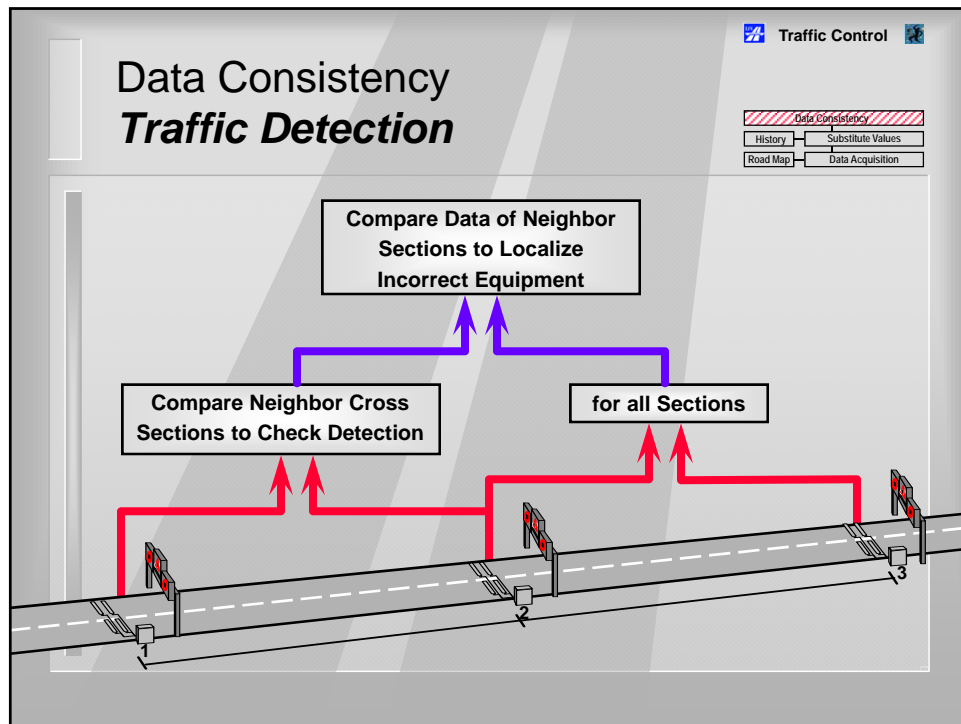 Traffic Control
Data Consistency
Traffic Detection
Data Consistency
History
Substitute Values
Road Map
Data Acquisition
Compare Data of Neighbor
Sections to Localize
Incorrect Equipment
Compare Neighbor Cross
Sections to Check Detection
for all Sections
1
2
3